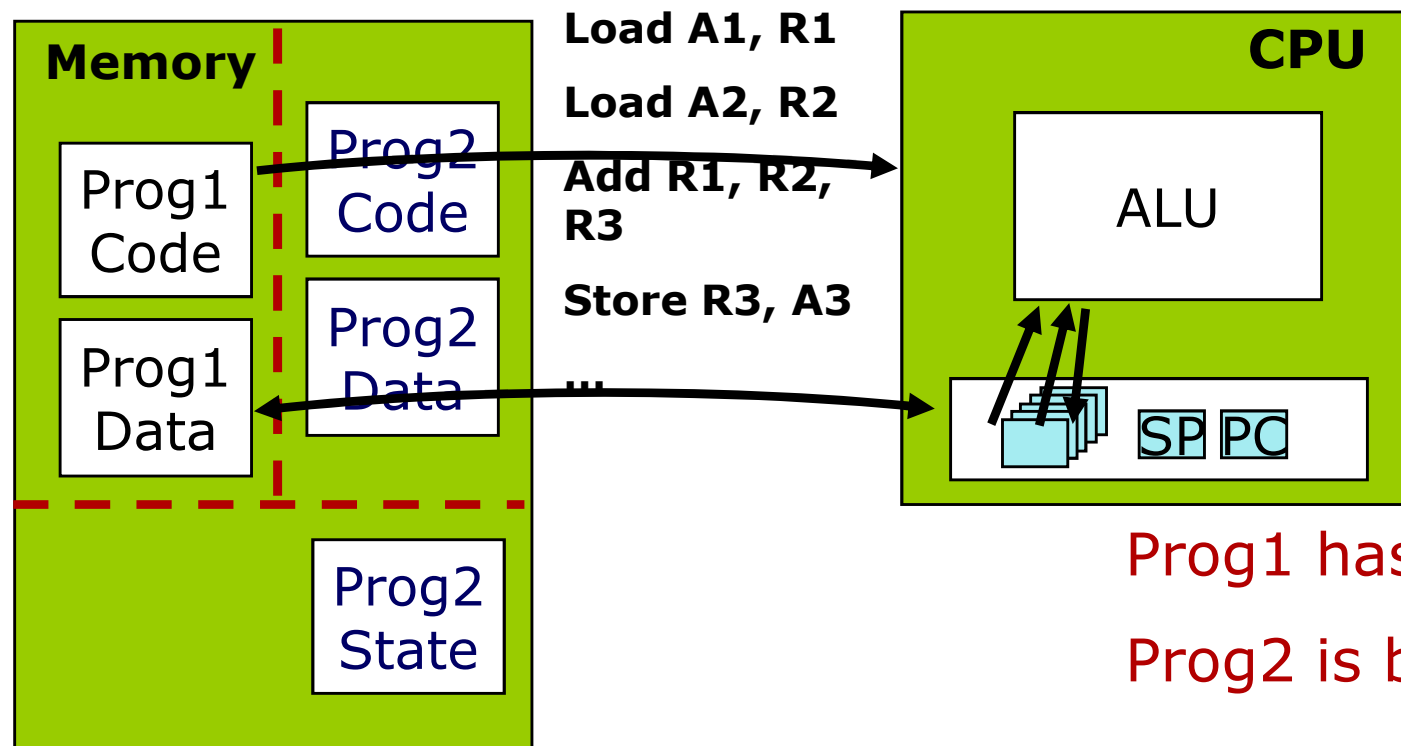 Memory
Prog1
Code
Prog2
Code
Prog1
Data
Prog2
Data
Prog2
State
Load A1, R1
Load A2, R2
Add R1, R2,
R3
Store R3, A3
...
CPU
ALU
SP PC
Prog1 has
Prog2 is